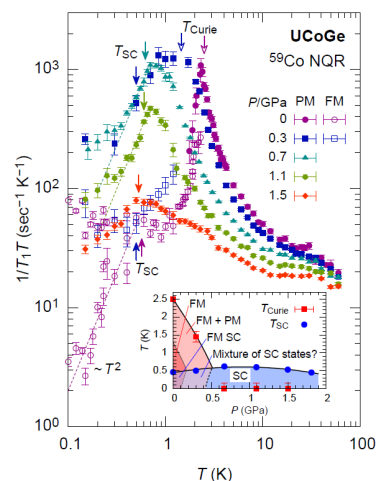 UCoGe
⁵⁹Co NQR
T_Curie
T_SC
P/GPa PM FM
0
0.3
0.7
1.1
1.5
T_SC
~ T²
1/T₁T (sec⁻¹ K⁻¹)
10³
10²
10¹
10⁰
0.1
1
10
100
T (K)
FM
FM + PM
FM SC
Mixture of SC states?
SC
T_Curie
T_SC
T (K)
2.5
2.0
1.5
1.0
0.5
0
0
1
2
P (GPa)